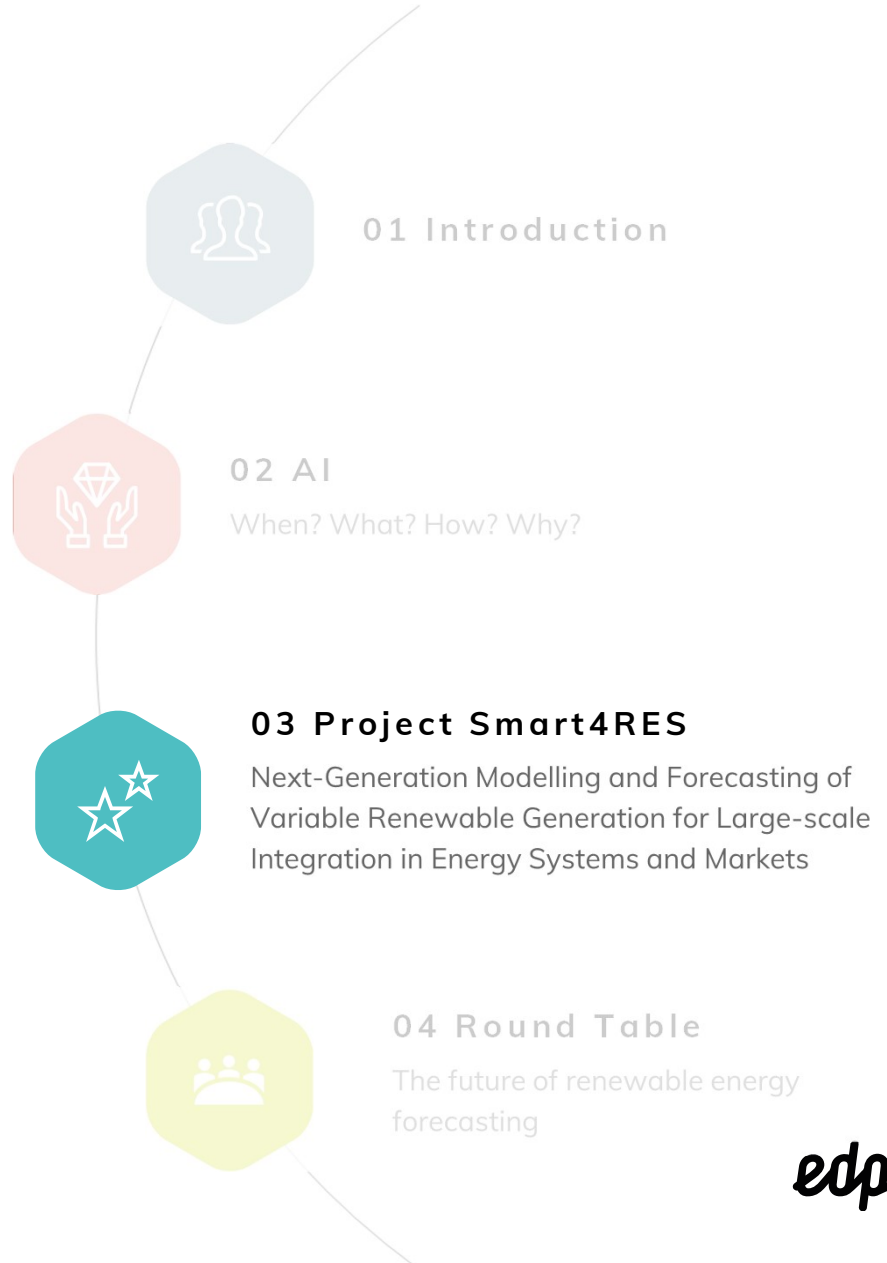 01 Introduction
02 AI
When? What? How? Why?
03 Project Smart4RES
Next-Generation Modelling and Forecasting of
Variable Renewable Generation for Large-scale
Integration in Energy Systems and Markets
04 Round Table
The future of renewable energy
forecasting
edp